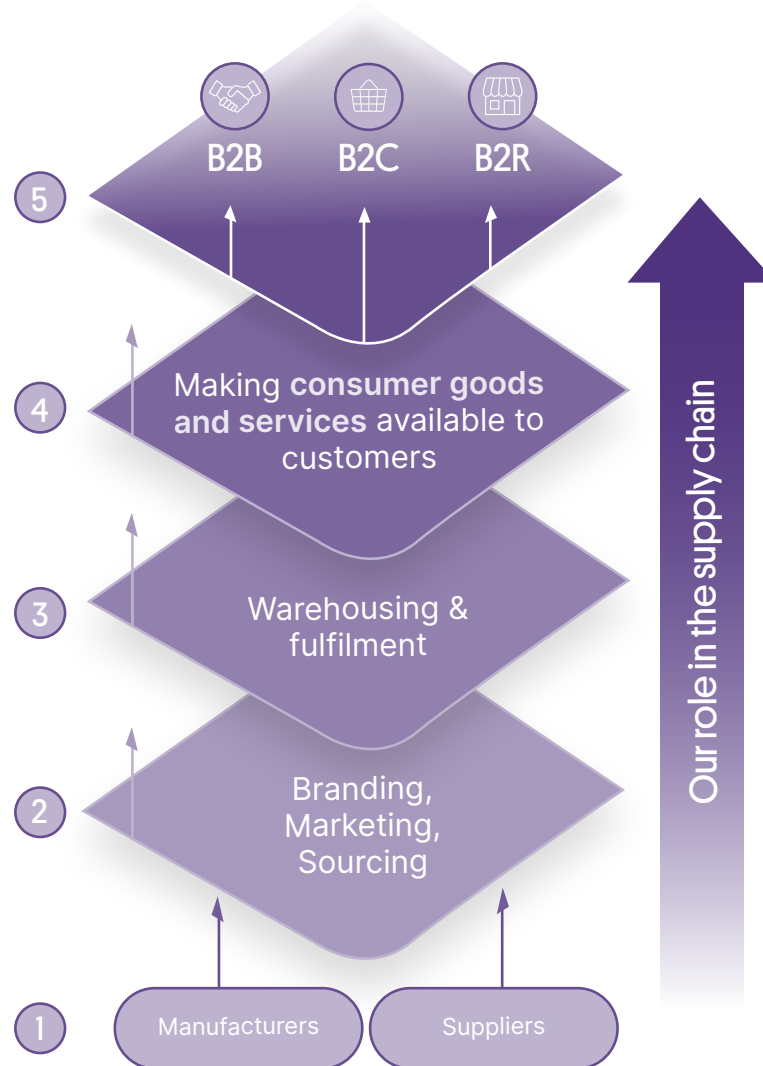 B2B
B2C
B2R
5
4
Making consumer goods
and services available to
customers
3
Warehousing &
fulfilment
2
Branding,
Marketing,
Sourcing
1
Manufacturers
Suppliers
Our role in the supply chain